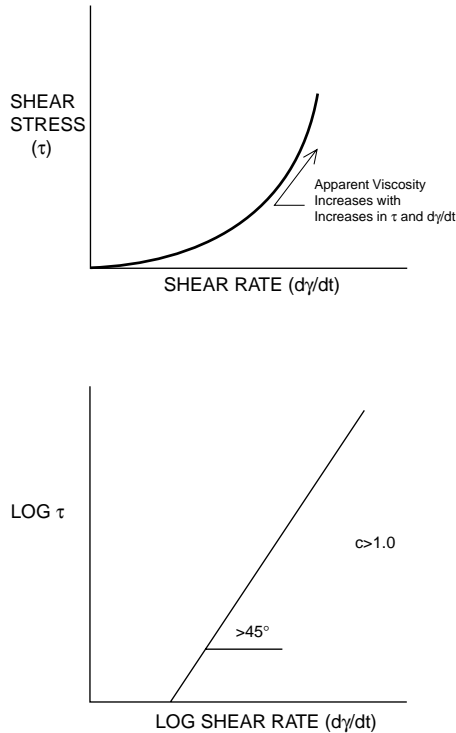 SHEAR
STRESS
(τ)
Apparent Viscosity
Increases with
Increases in τ and dγ/dt
SHEAR RATE (dγ/dt)
LOG τ
c>1.0
>45°
LOG SHEAR RATE (dγ/dt)